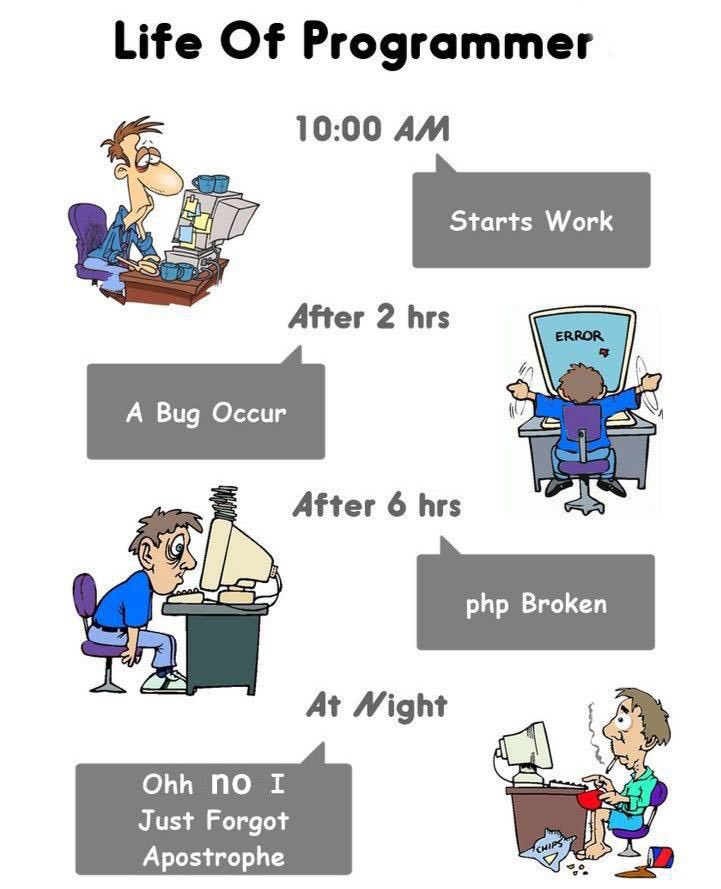 Life Of Programmer
10:00 AM
Starts Work
After 2 hrs
ERROR
A Bug Occur
After 6 hrs
php Broken
At Night
Ohh no I
Just Forgot
Apostrophe
CHIPS